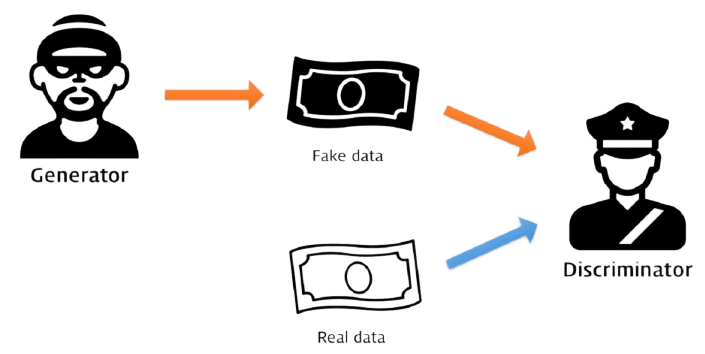 Generator
Fake data
Discriminator
Real data